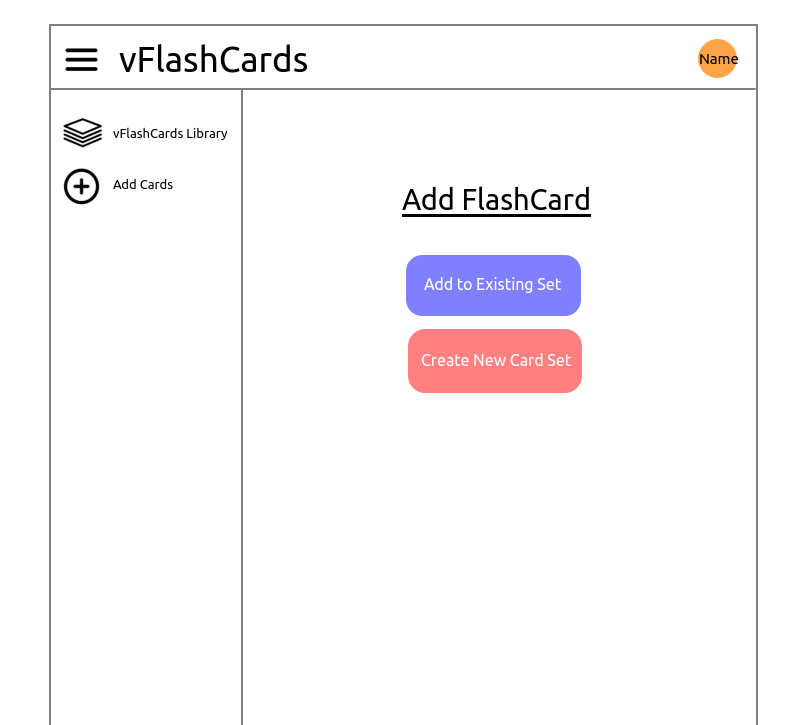 vFlashCards
Name
vFlashCards Library
Add Cards
Add FlashCard
Add to Existing Set
Create New Card Set